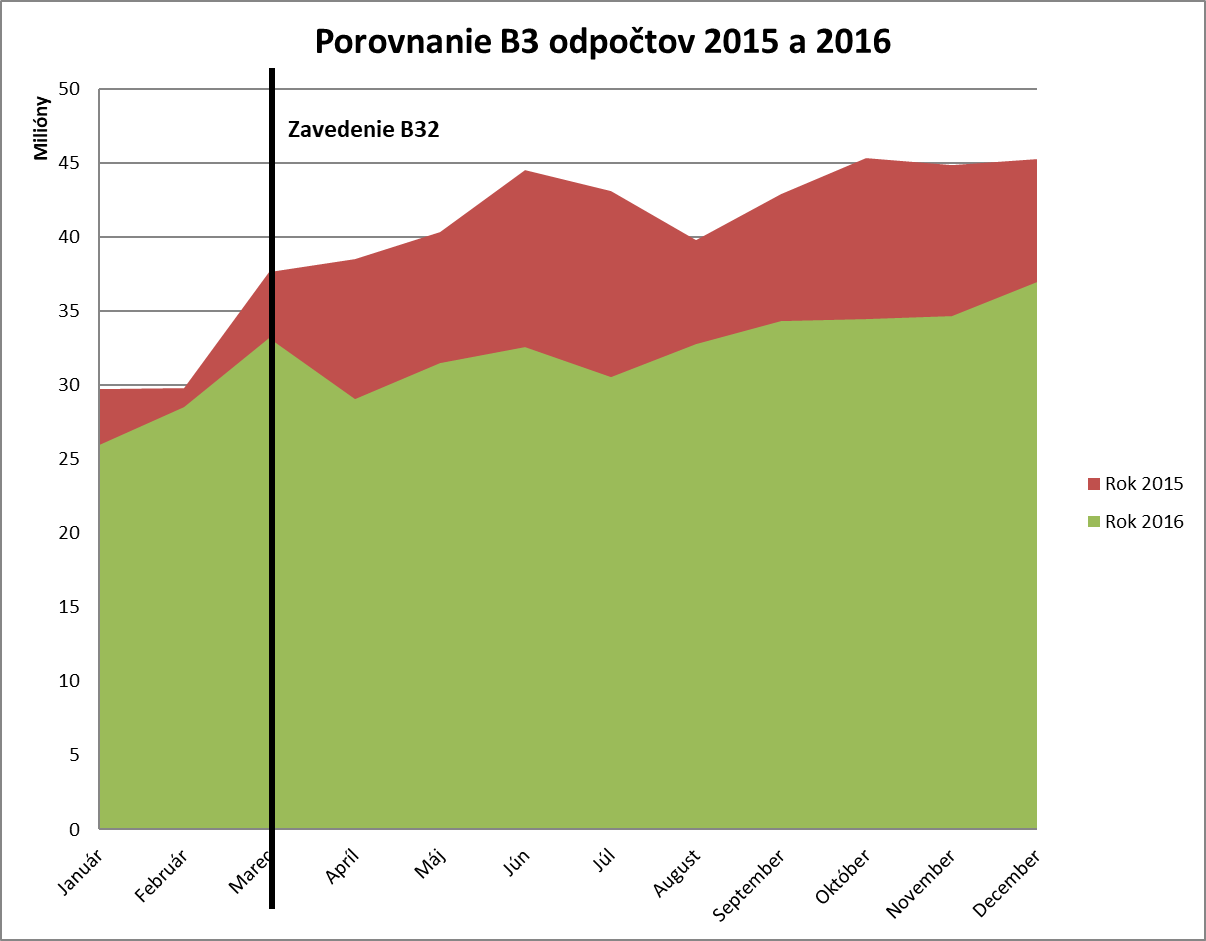 Porovnanie B3 odpočtov 2015 a 2016
Milióny
50
45
40
35
30
25
20
15
10
5
0
Zavedenie B32
Január
Február
Marec
Apríl
Máj
Jún
Júl
August
September
Október
November
December
Rok 2015
Rok 2016